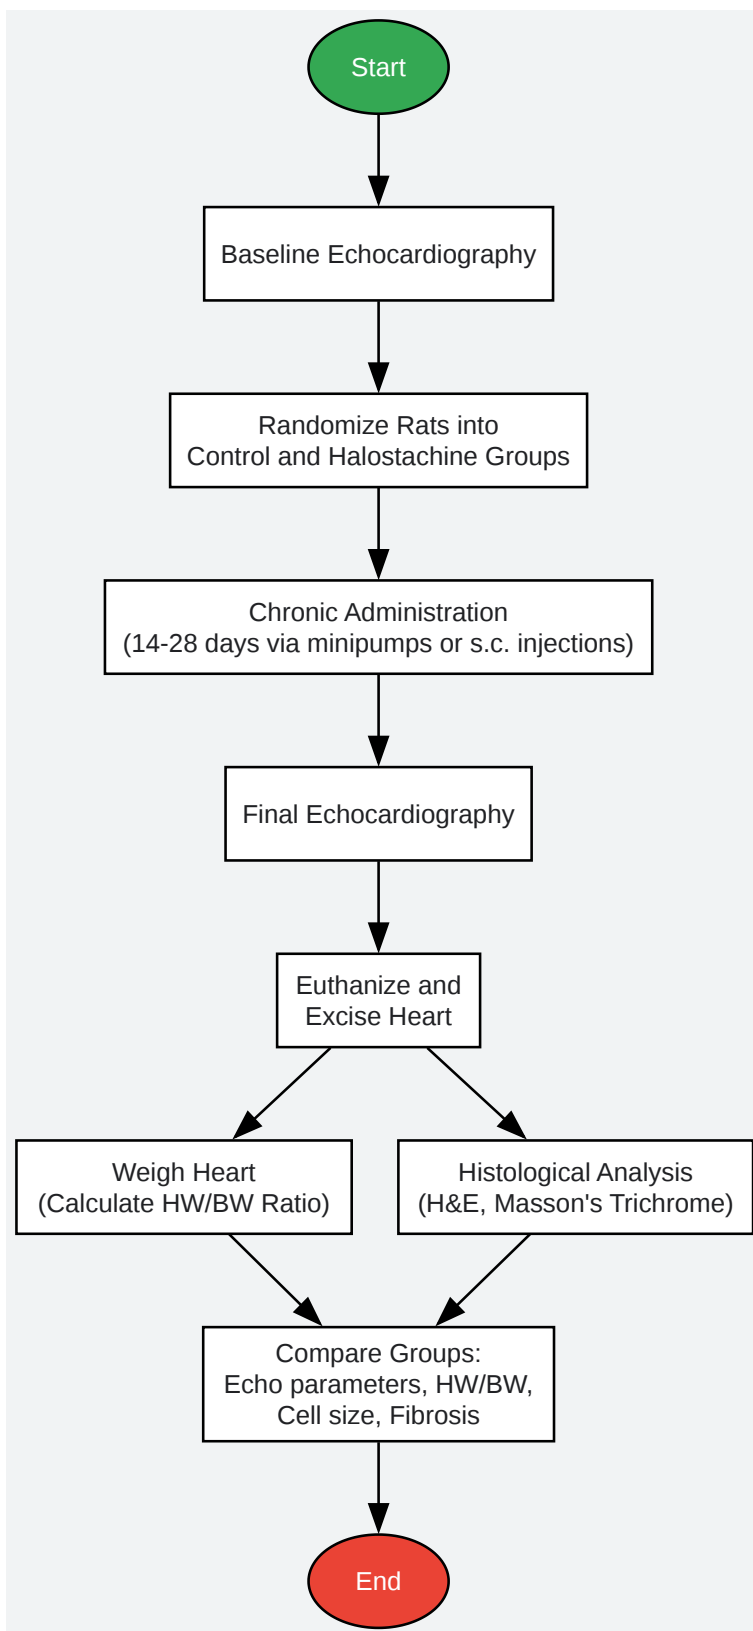 Start
Baseline Echocardiography
Randomize Rats into
Control and Halostachine Groups
Chronic Administration
(14-28 days via minipumps or s.c. injections)
Final Echocardiography
Euthanize and
Excise Heart
Weigh Heart
(Calculate HW/BW Ratio)
Histological Analysis
(H&E, Masson's Trichrome)
Compare Groups:
Echo parameters, HW/BW,
Cell size, Fibrosis
End